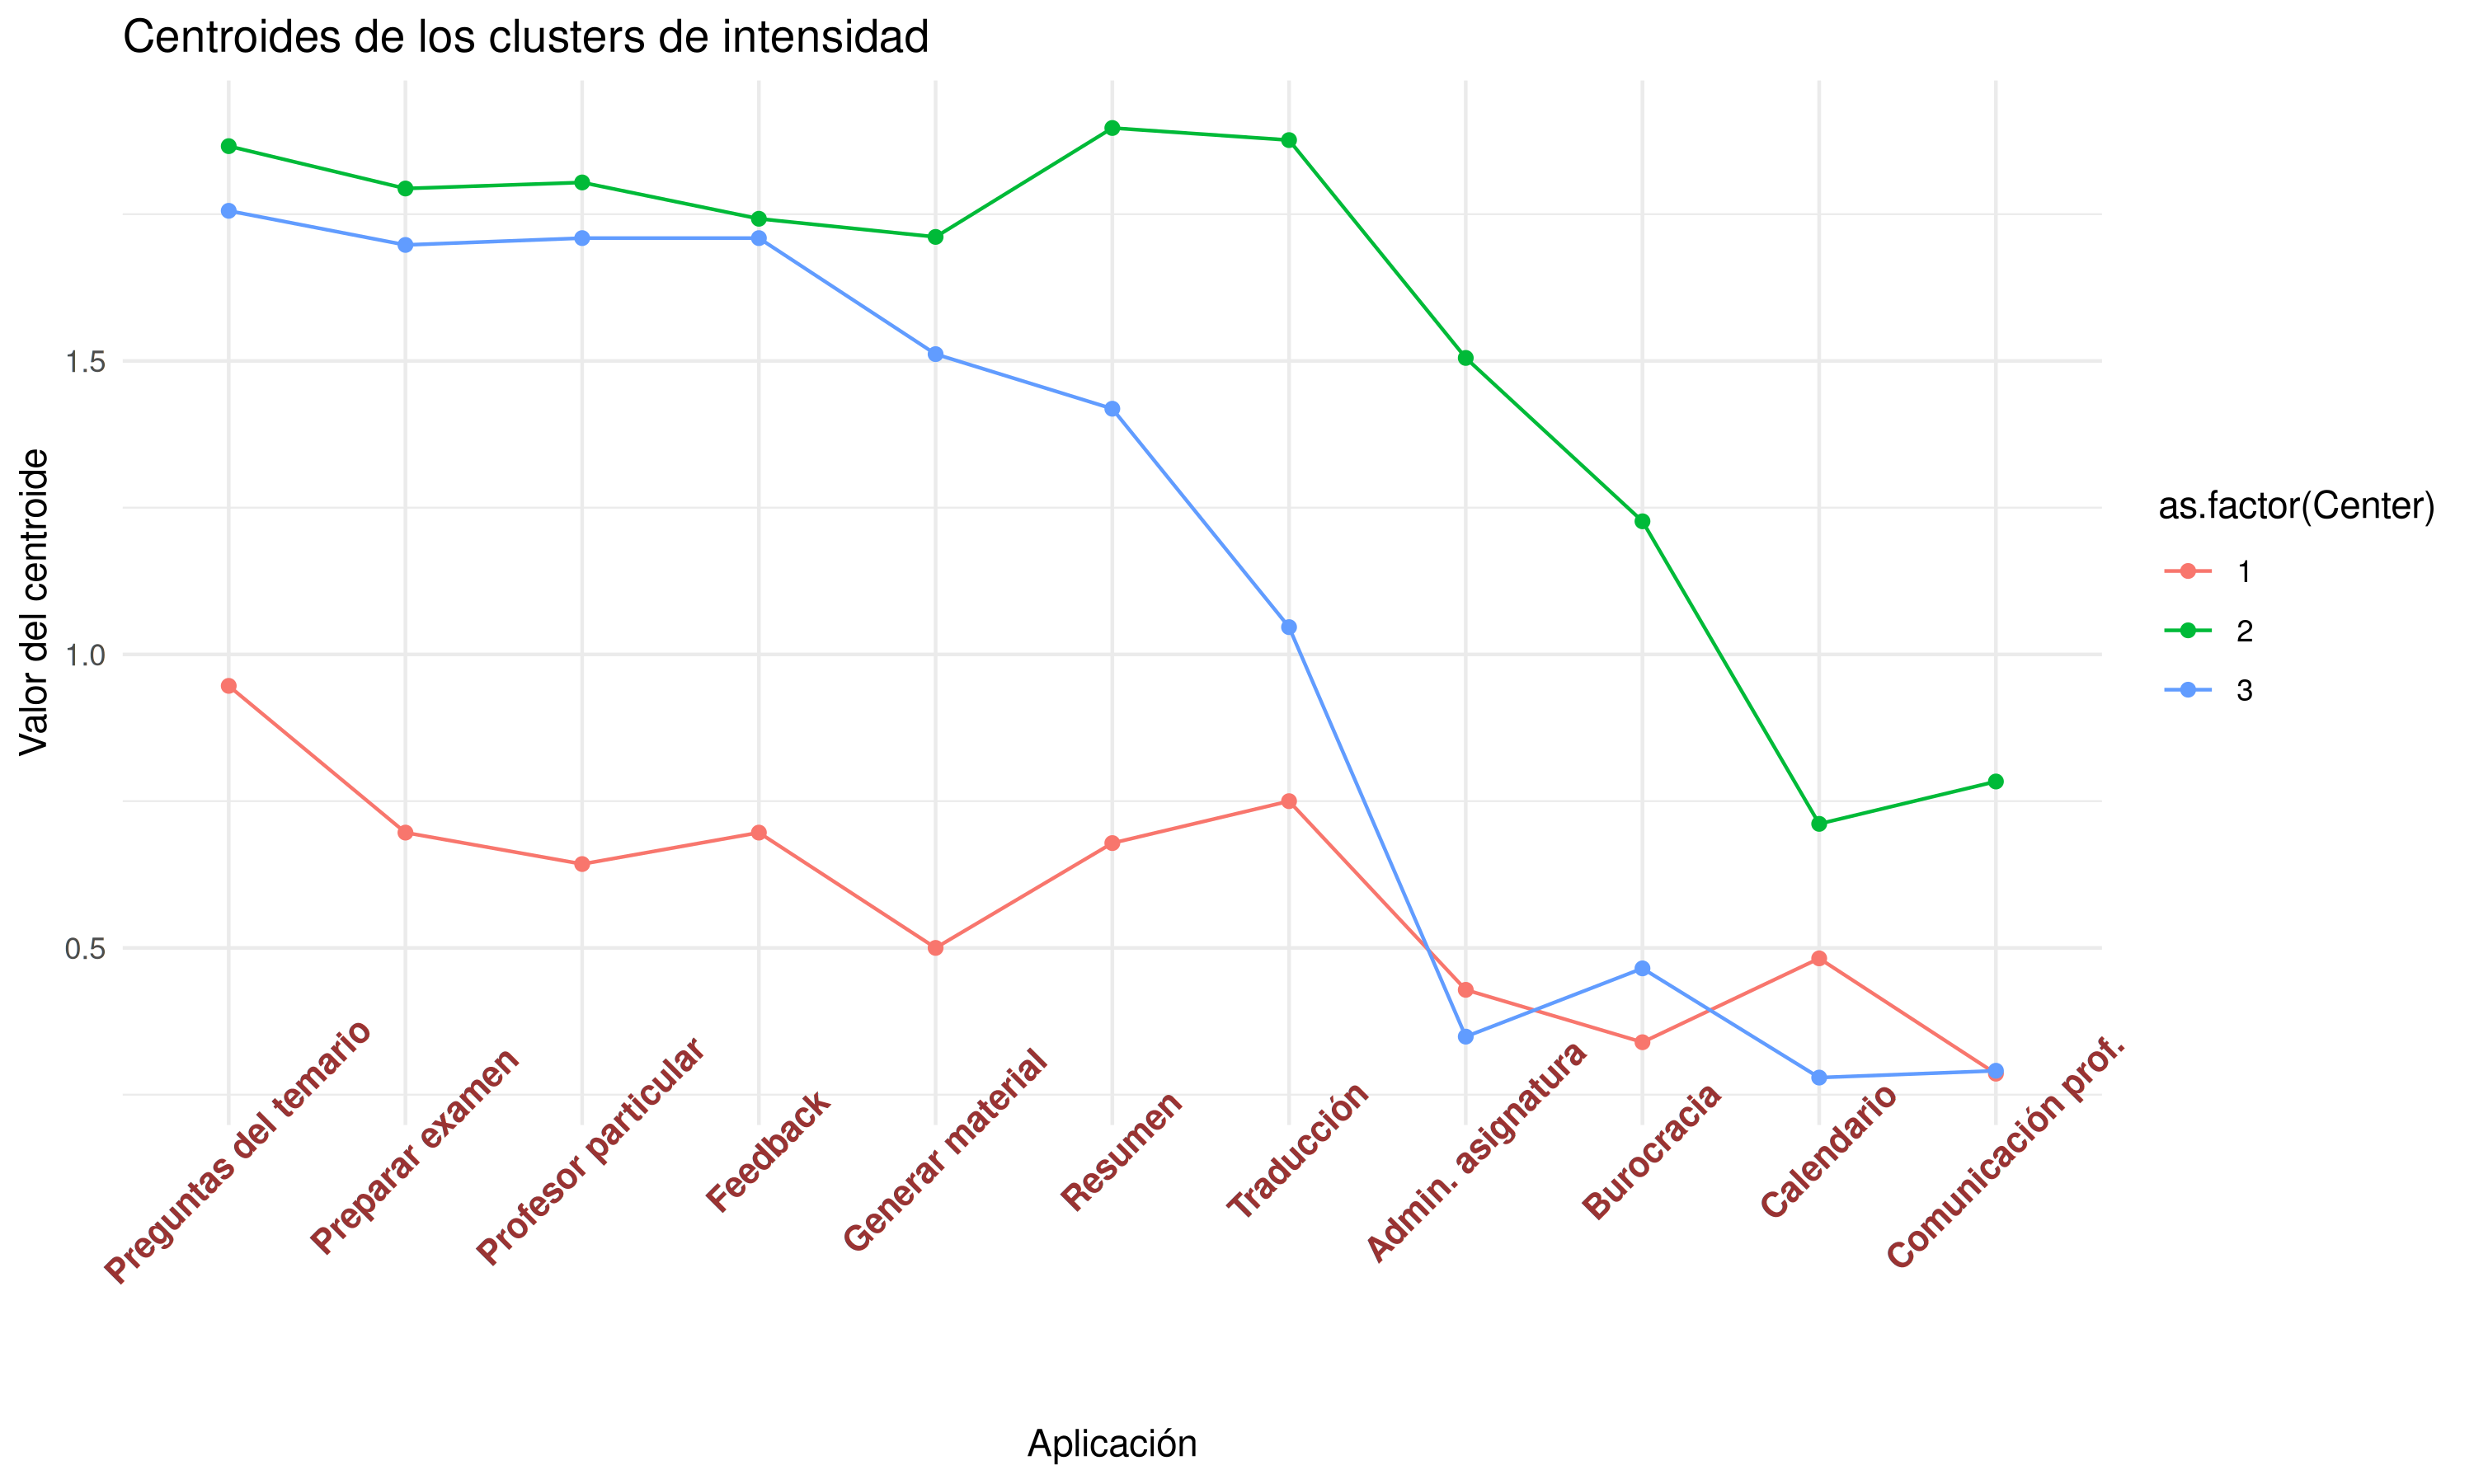 Centroides de los clusters de intensidad
Valor del centroide
1.5
1.0
0.5
Preguntas del temario
Preparar examen
Profesor particular
Feedback
Generar material
Resumen
Traducción
Admin. asignatura
Burocracia
Calendario
Comunicación prof.
Aplicación
as.factor(Center)
1
2
3